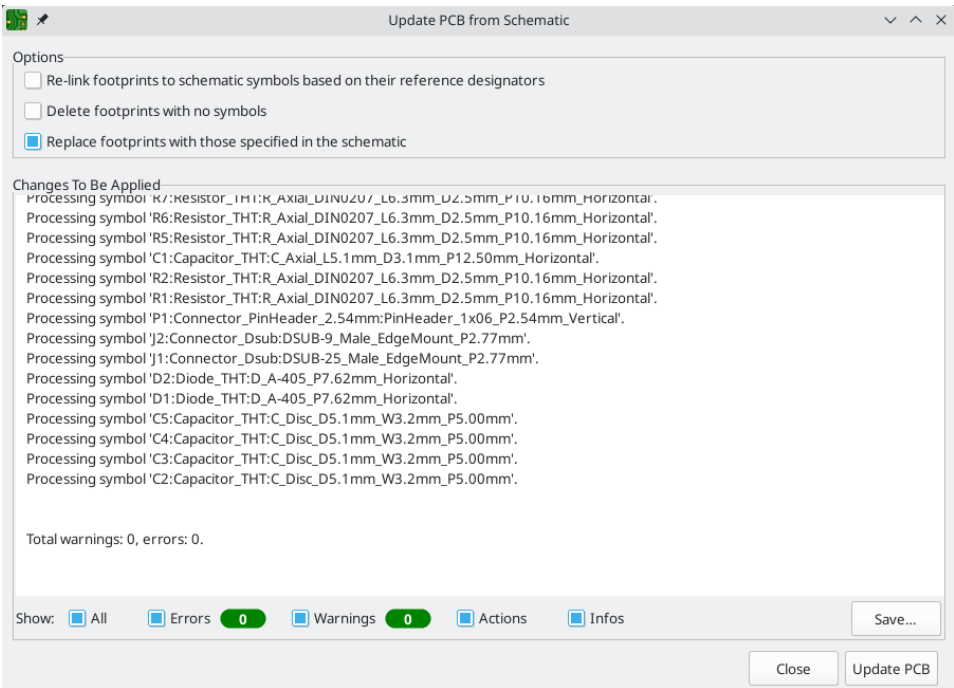 Update PCB from Schematic
Options
Re-link footprints to schematic symbols based on their reference designators
Delete footprints with no symbols
Replace footprints with those specified in the schematic
Changes To Be Applied
Processing symbol 'R7:Resistor_THT:R_Axial_DIN0207_L6.3mm_D2.5mm_P10.16mm_Horizontal'.
Processing symbol 'R6:Resistor_THT:R_Axial_DIN0207_L6.3mm_D2.5mm_P10.16mm_Horizontal'.
Processing symbol 'R5:Resistor_THT:R_Axial_DIN0207_L6.3mm_D2.5mm_P10.16mm_Horizontal'.
Processing symbol 'C1:Capacitor_THT:C_Axial_L5.1mm_D3.1mm_P12.50mm_Horizontal'.
Processing symbol 'R2:Resistor_THT:R_Axial_DIN0207_L6.3mm_D2.5mm_P10.16mm_Horizontal'.
Processing symbol 'R1:Resistor_THT:R_Axial_DIN0207_L6.3mm_D2.5mm_P10.16mm_Horizontal'.
Processing symbol 'P1:Connector_PinHeader_2.54mm:PinHeader_1x06_P2.54mm_Vertical'.
Processing symbol 'J2:Connector_Dsub:DSUB-9_Male_EdgeMount_P2.77mm'.
Processing symbol 'J1:Connector_Dsub:DSUB-25_Male_EdgeMount_P2.77mm'.
Processing symbol 'D2:Diode_THT:D_A-405_P7.62mm_Horizontal'.
Processing symbol 'D1:Diode_THT:D_A-405_P7.62mm_Horizontal'.
Processing symbol 'C5:Capacitor_THT:C_Disc_D5.1mm_W3.2mm_P5.00mm'.
Processing symbol 'C4:Capacitor_THT:C_Disc_D5.1mm_W3.2mm_P5.00mm'.
Processing symbol 'C3:Capacitor_THT:C_Disc_D5.1mm_W3.2mm_P5.00mm'.
Processing symbol 'C2:Capacitor_THT:C_Disc_D5.1mm_W3.2mm_P5.00mm'.
Total warnings: 0, errors: 0.
Show: All Errors 0 Warnings 0 Actions Infos Save...
Close Update PCB